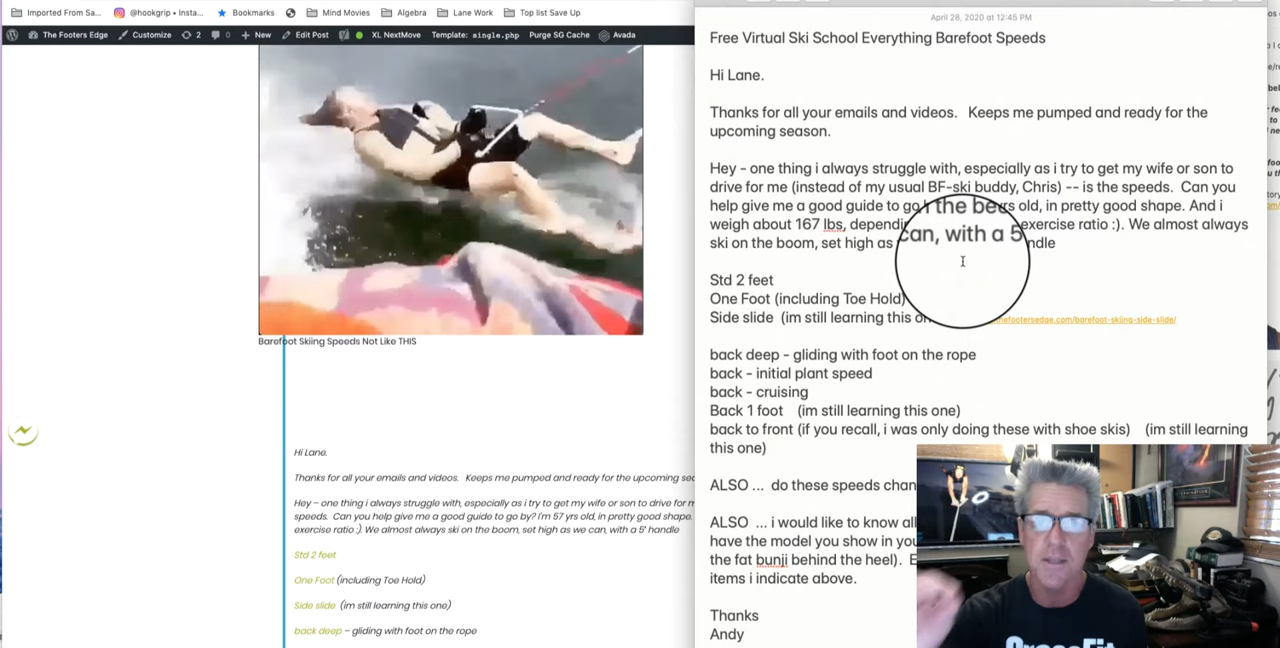 Imported From Sa...
@hookgrip • Insta...
Bookmarks
Mind Movies
Algebra
Lane Work
Top list Save Up
The Footers Edge
Customize
2
0
New
Edit Post
XL NextMove
Template: single.php
Purge SG Cache
Avada
Barefoot Skiing Speeds Not Like THIS
Hi Lane.
Thanks for all your emails and videos. Keeps me pumped and ready for the upcoming sea
Hey – one thing i always struggle with, especially as i try to get my wife or son to drive for m
speeds. Can you help give me a good guide to go by? I'm 57 yrs old, in pretty good shape.
exercise ratio :). We almost always ski on the boom, set high as we can, with a 5' handle
Std 2 feet
One Foot (including Toe Hold)
Side slide (im still learning this one)
back deep – gliding with foot on the rope
April 28, 2020 at 12:45 PM
Free Virtual Ski School Everything Barefoot Speeds
Hi Lane.
Thanks for all your emails and videos. Keeps me pumped and ready for the
upcoming season.
Hey - one thing i always struggle with, especially as i try to get my wife or son to
drive for me (instead of my usual BF-ski buddy, Chris) -- is the speeds. Can you
help give me a good guide to go the be rs old, in pretty good shape. And i
weigh about 167 lbs, dependi exercise ratio :). We almost always
ski on the boom, set high as can, with a 5 ndle
Std 2 feet
One Foot (including Toe Hold)
Side slide (im still learning this on hefootersedge.com/barefoot-skiing-side-slide/
back deep - gliding with foot on the rope
back - initial plant speed
back - cruising
Back 1 foot (im still learning this one)
back to front (if you recall, i was only doing these with shoe skis) (im still learning
this one)
ALSO ... do these speeds chan
ALSO ... i would like to know all
have the model you show in you
the fat bunji behind the heel). E
items i indicate above.
Thanks
Andy
CrossFit